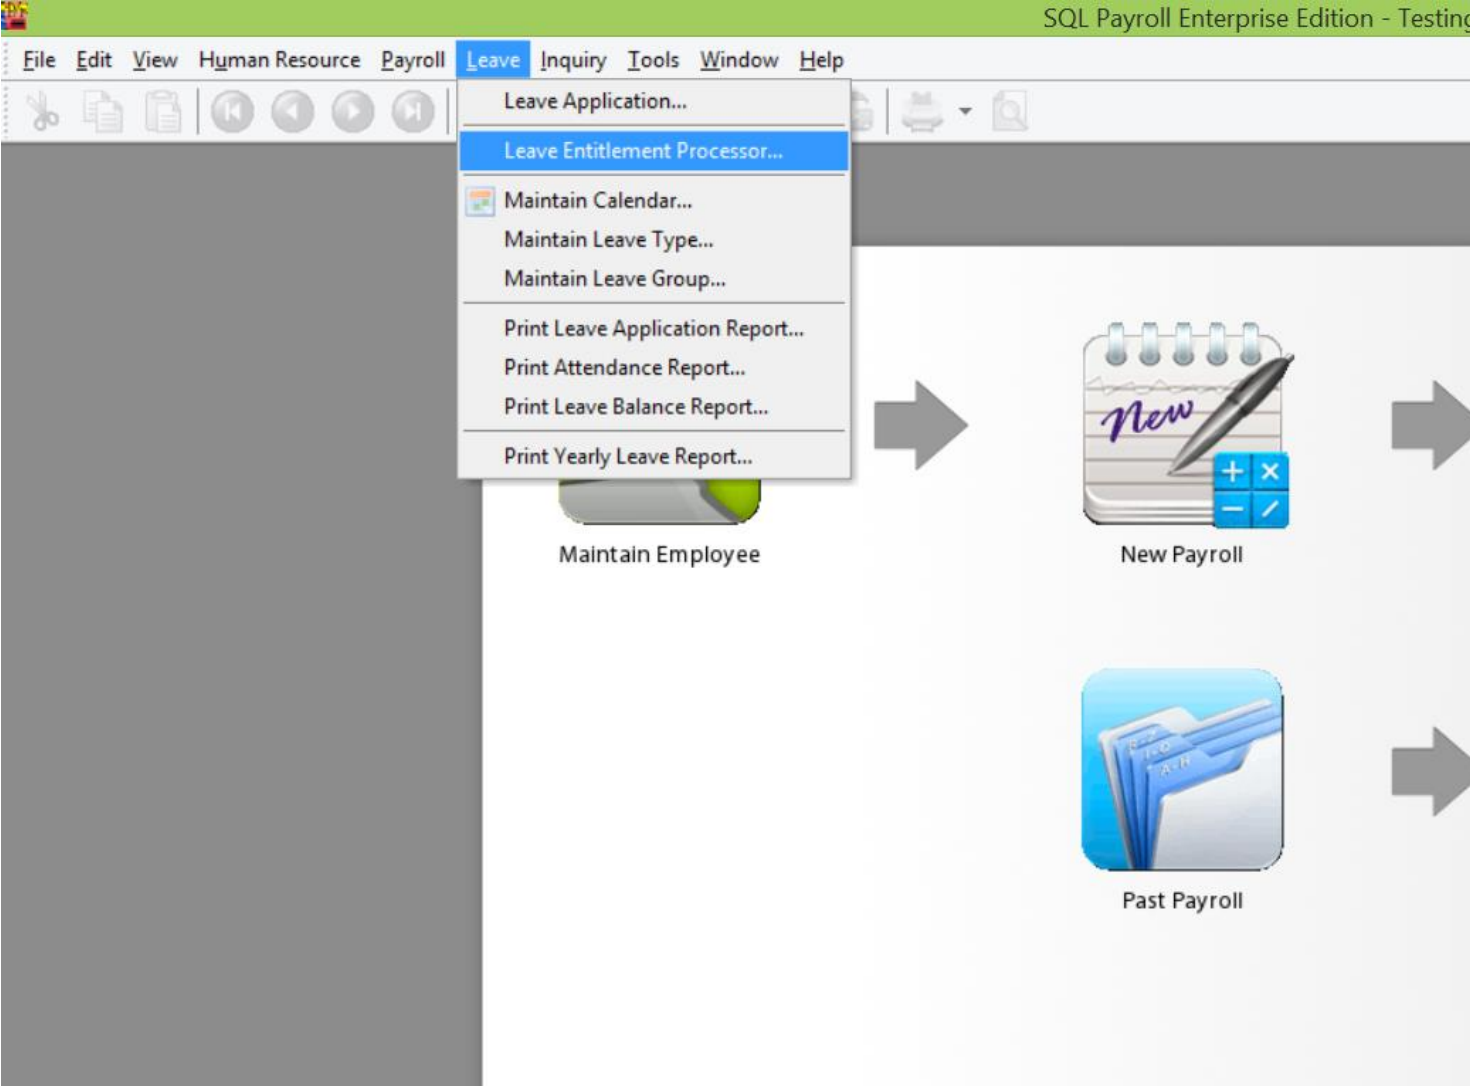 SQL Payroll Enterprise Edition - Testing
File Edit View Human Resource Payroll Leave Inquiry Tools Window Help
Leave Application...
Leave Entitlement Processor...
Maintain Calendar...
Maintain Leave Type...
Maintain Leave Group...
Print Leave Application Report...
Print Attendance Report...
Print Leave Balance Report...
Print Yearly Leave Report...
New
Maintain Employee
New Payroll
R-Z
I-Q
A-H
Past Payroll